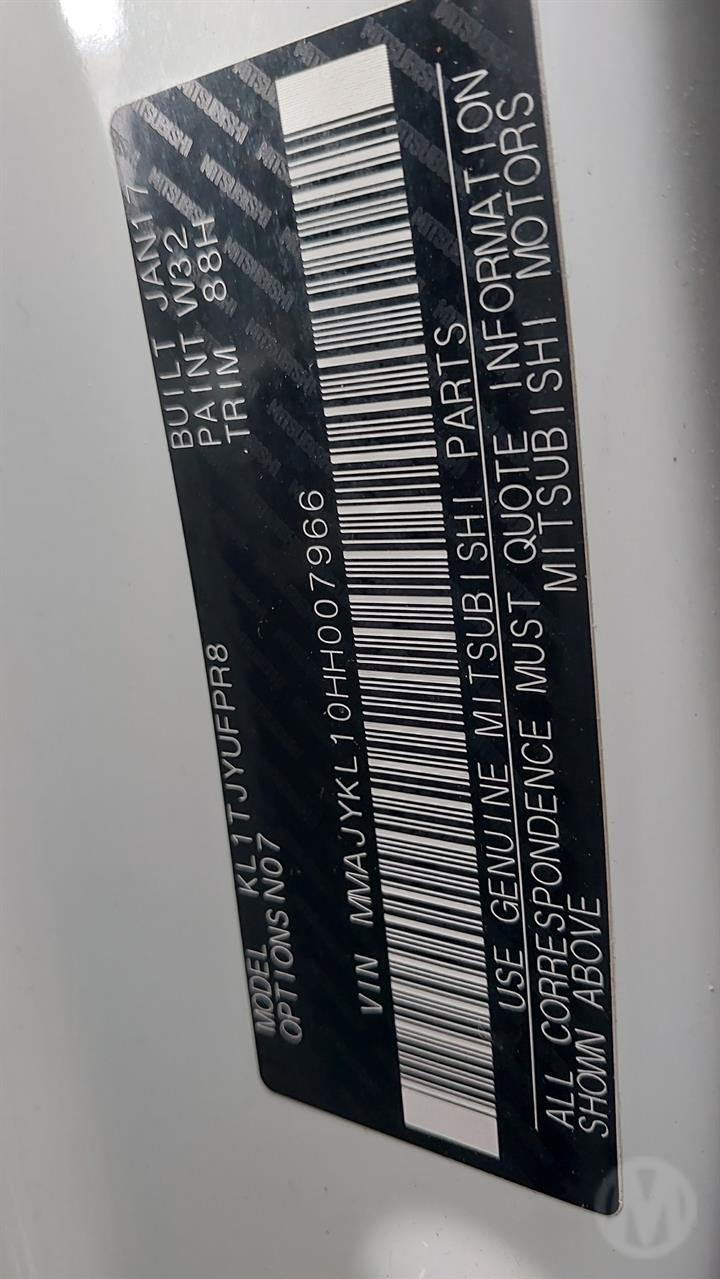 MODEL KL1TJYUFPR8 BUILT JAN17
OPTIONS N07 PAINT W32
TRIM 88H
VIN MMAJYKL10HH007966
USE GENUINE MITSUBISHI PARTS
ALL CORRESPONDENCE MUST QUOTE INFORMATION
SHOWN ABOVE MITSUBISHI MOTORS